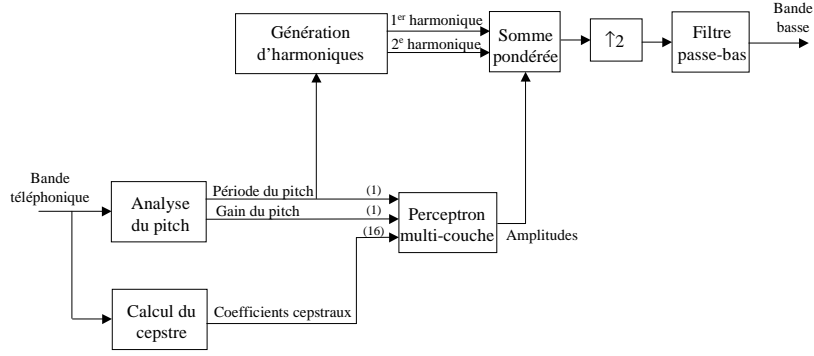 Bande
basse
Génération
d'harmoniques
1er harmonique
2e harmonique
Somme
pondérée
↑2
Filtre
passe-bas
Bande
téléphonique
Analyse
du pitch
Période du pitch
(1)
Gain du pitch
(1)
(16)
Perceptron
multi-couche
Amplitudes
Calcul du
cepstre
Coefficients cepstraux